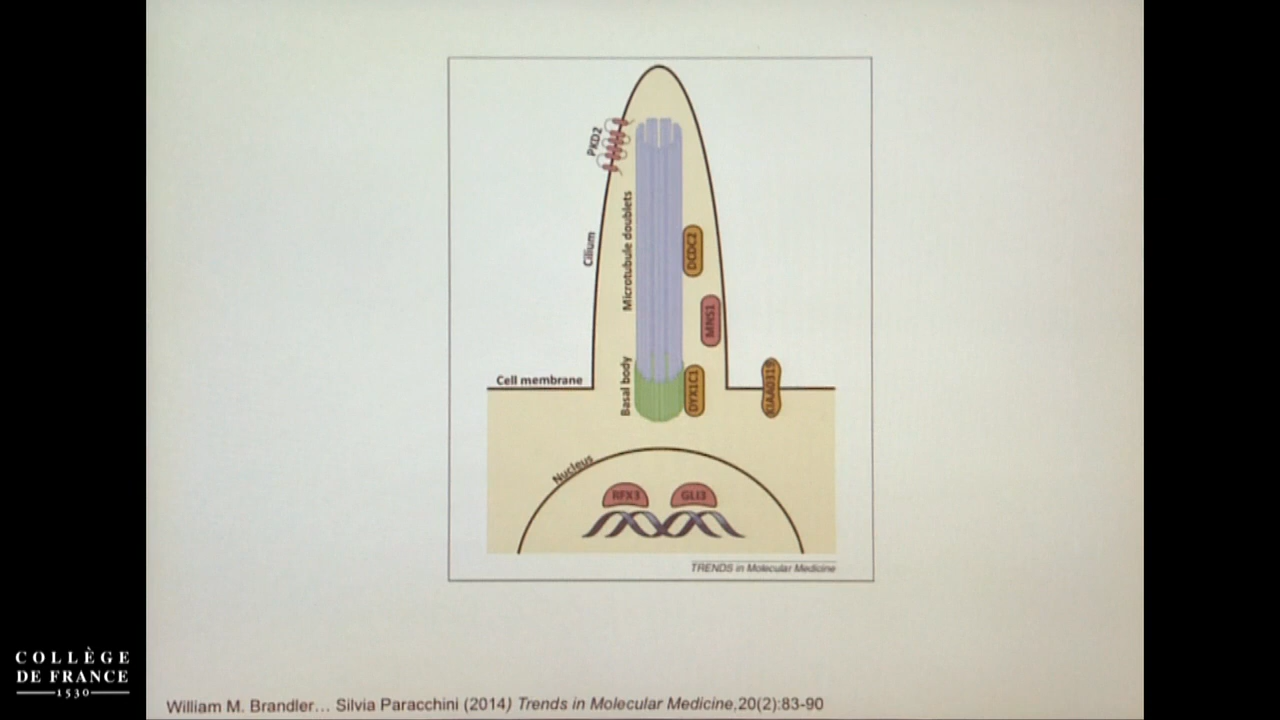 PKD2
Cilium
Microtubule doublets
DCDC2
MNS1
Cell membrane
Basal body
DYX1C1
KIAA0319
Nucleus
RFX3
GLI3
TRENDS in Molecular Medicine
COLLÈGE
DE FRANCE
1530
William M. Brandler... Silvia Paracchini (2014) Trends in Molecular Medicine,20(2):83-90